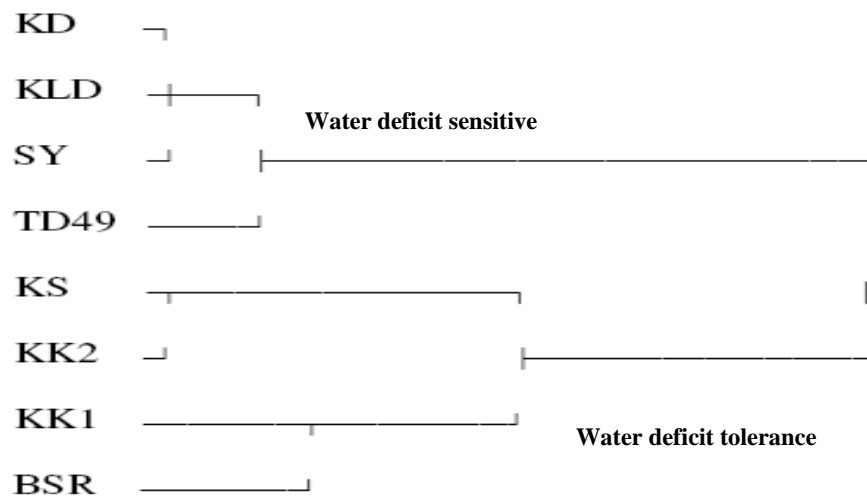 KD
KLD
Water deficit sensitive
SY
TD49
KS
KK2
KK1
Water deficit tolerance
BSR